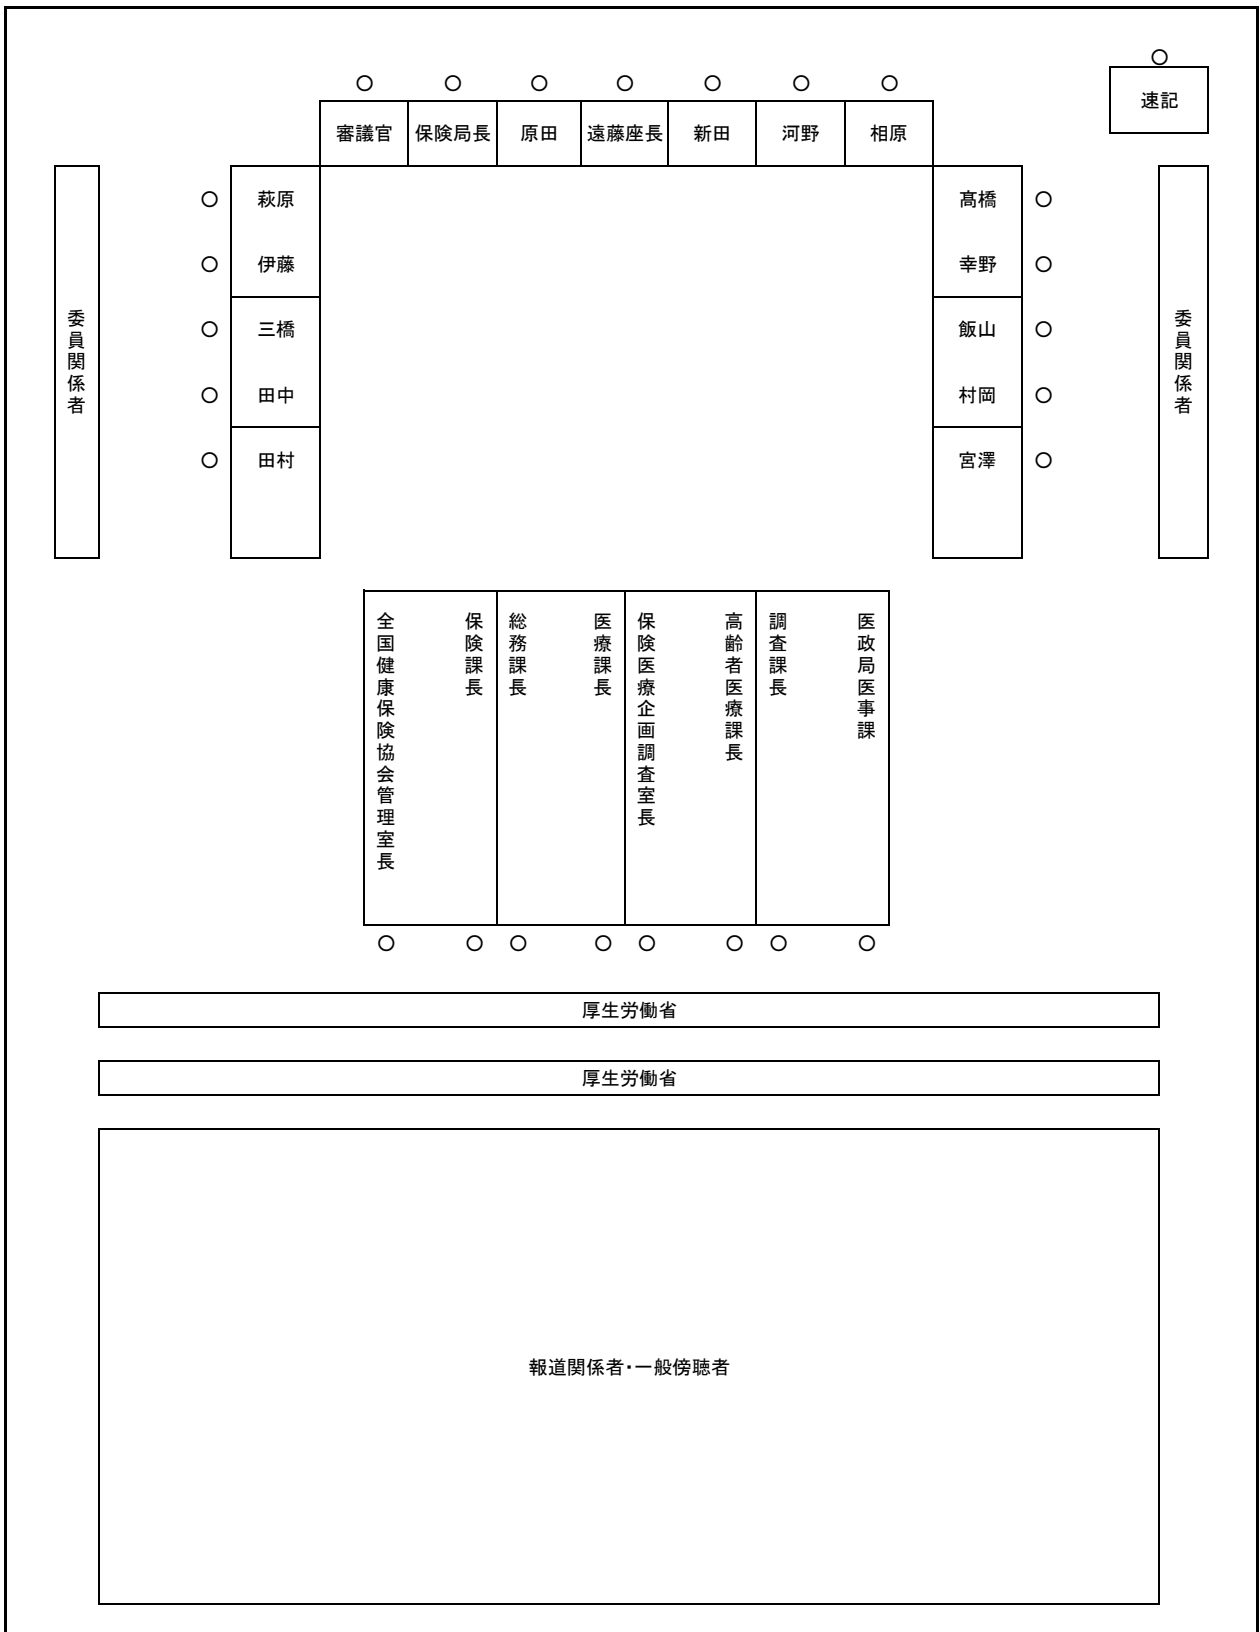 速記
審議官 保険局長 原田 遠藤座長 新田 河野 相原
萩原
伊藤
三橋
田中
田村
髙橋
幸野
飯山
村岡
宮澤
委員関係者
委員関係者
全国健康保険協会管理室長
保険課長
総務課長
医療課長
保険医療企画調査室長
高齢者医療課長
調査課長
医政局医事課
厚生労働省
厚生労働省
報道関係者・一般傍聴者